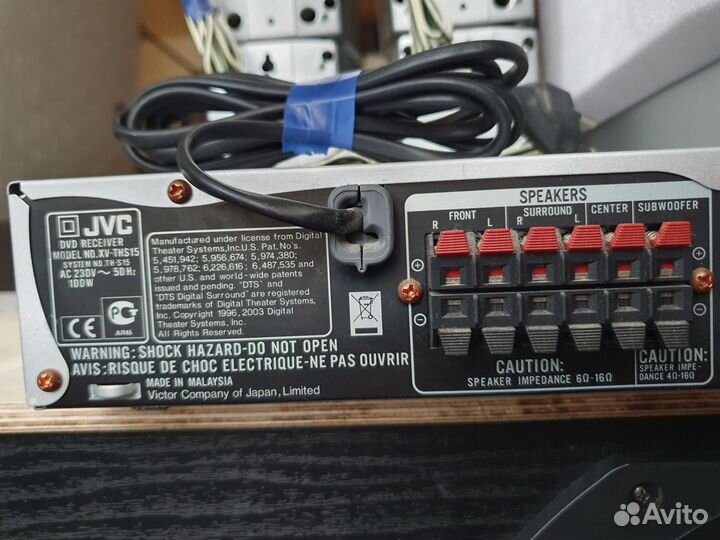 JVC
DVD RECEIVER
MODEL NO. XV-THS15
SYSTEM NO. TH-S15
AC 230V ~ 50Hz
100W
CE
AЯ46
Manufactured under license from Digital
Theater Systems, Inc. U.S. Pat. No's.
5,451,942; 5,956,674; 5,974,380;
5,978,762; 6,226,616; 6,487,535 and
other U.S. and world-wide patents
issued and pending. "DTS" and
"DTS Digital Surround" are registered
trademarks of Digital Theater Systems,
Inc. Copyright 1996, 2003 Digital
Theater Systems, Inc.
All Rights Reserved.
WARNING:SHOCK HAZARD-DO NOT OPEN
AVIS:RISQUE DE CHOC ELECTRIQUE-NE PAS OUVRIR
MADE IN MALAYSIA
Victor Company of Japan, Limited
SPEAKERS
FRONT SURROUND CENTER SUBWOOFER
R L R L
+ +
− −
CAUTION:
SPEAKER IMPEDANCE 6Ω-16Ω
CAUTION:
SPEAKER IMPE-
DANCE 4Ω-16Ω
Avito